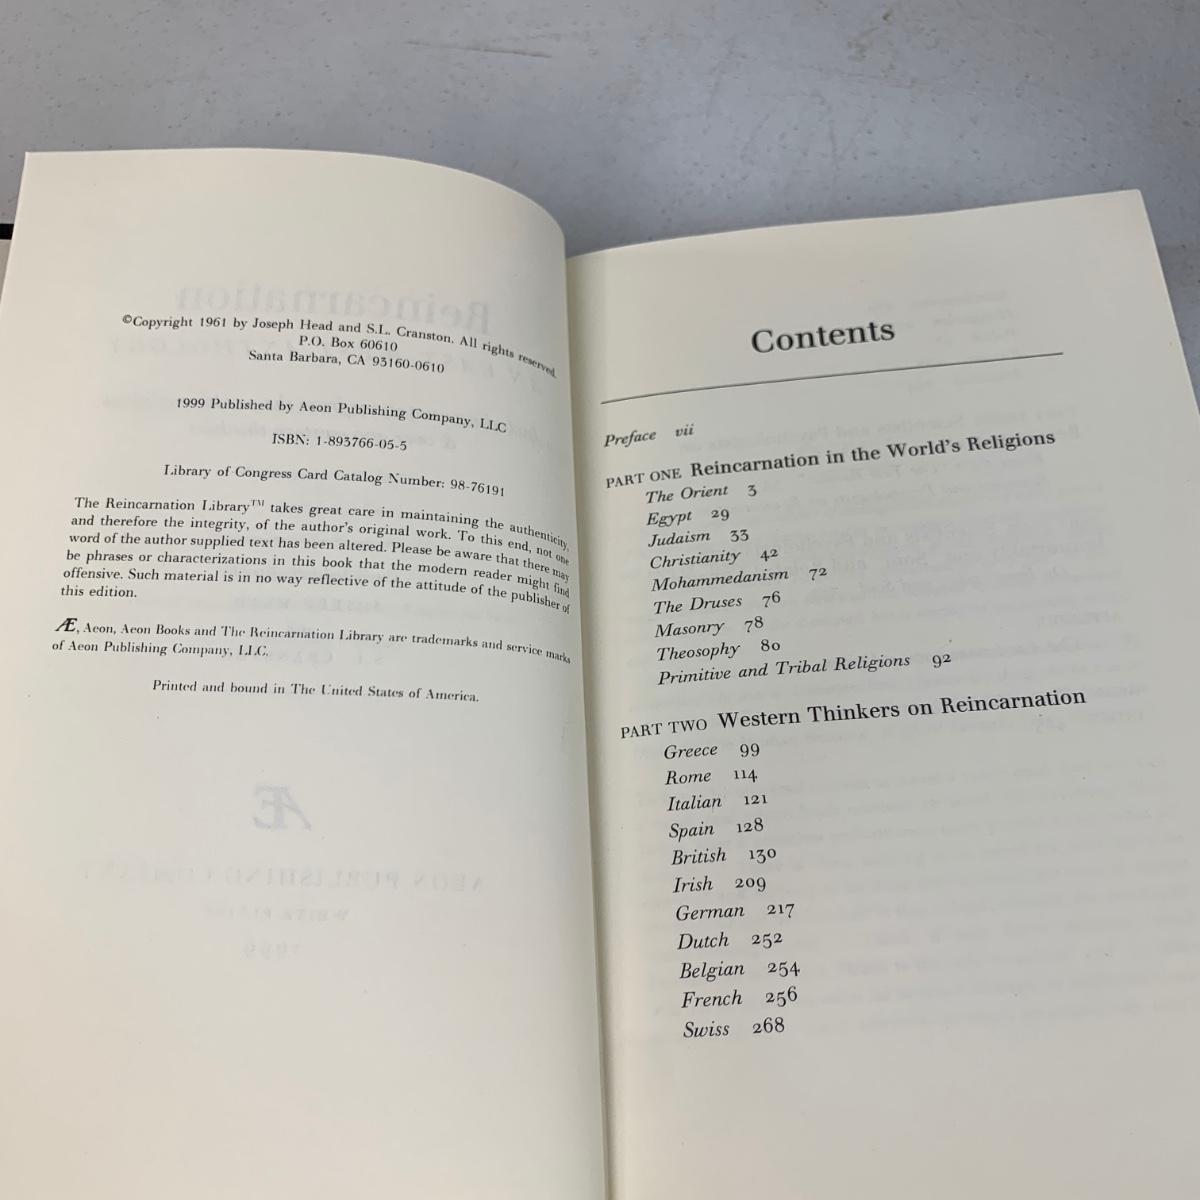 ©Copyright 1961 by Joseph Head and S.L. Cranston. All rights reserved.
P.O. Box 60610
Santa Barbara, CA 93160-0610
1999 Published by Aeon Publishing Company, LLC
ISBN: 1-893766-05-5
Library of Congress Card Catalog Number: 98-76191
The Reincarnation Library™ takes great care in maintaining the authenticity,
and therefore the integrity, of the author's original work. To this end, not one
word of the author supplied text has been altered. Please be aware that there may
be phrases or characterizations in this book that the modern reader might find
offensive. Such material is in no way reflective of the attitude of the publisher of
this edition.
Æ, Aeon, Aeon Books and The Reincarnation Library are trademarks and service marks
of Aeon Publishing Company, LLC.
Printed and bound in The United States of America.
Contents
Preface vii
PART ONE Reincarnation in the World's Religions
The Orient 3
Egypt 29
Judaism 33
Christianity 42
Mohammedanism 72
The Druses 76
Masonry 78
Theosophy 80
Primitive and Tribal Religions 92
PART TWO Western Thinkers on Reincarnation
Greece 99
Rome 114
Italian 121
Spain 128
British 130
Irish 209
German 217
Dutch 252
Belgian 254
French 256
Swiss 268